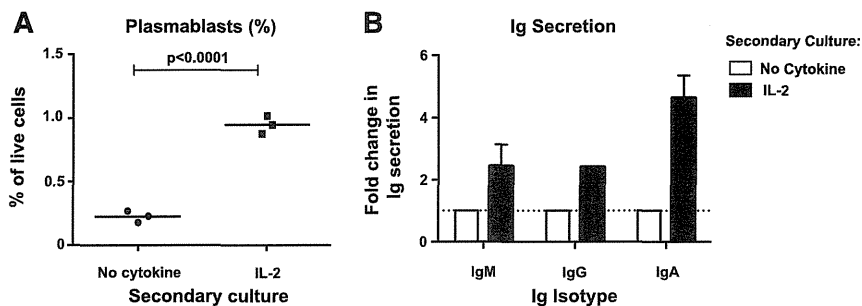 A
Plasmablasts (%)
1.5
1.0
0.5
0
% of live cells
p<0.0001
No cytokine
IL-2
Secondary culture
B
Ig Secretion
6
4
2
0
Fold change in
Ig secretion
IgM
IgG
IgA
Ig Isotype
Secondary Culture:
No Cytokine
IL-2